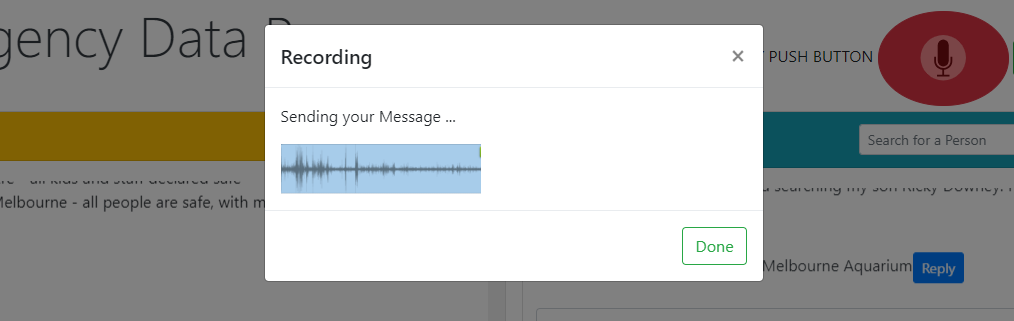 gency Data P
Recording
×
PUSH BUTTON
Sending your Message ...
Search for a Person
all kids and staff declared safe
Melbourne - all people are safe, with m
searching my son Ricky Downey!
Done
Melbourne Aquarium
Reply